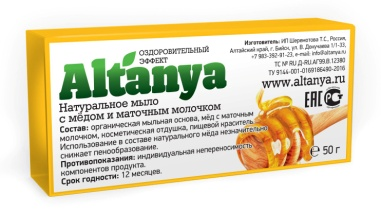 ОЗДОРОВИТЕЛЬНЫЙ
ЭФФЕКТ
Altanya
Натуральное мыло
с мёдом и маточным молочком
Состав: органическая мыльная основа, мёд с маточным
молочком, косметическая отдушка, пищевой краситель.
Использование в составе натурального мёда незначительно
снижает пенообразование.
Противопоказания: индивидуальная непереносимость
компонентов продукта.
Срок годности: 12 месяцев.
Изготовитель: ИП Шереметова Т.С., Россия,
Алтайский край, г. Бийск, ул. В. Докучаева 1/1-33,
+7 983-392-91-23, e-mail: info@altanya.ru
ТС № RU Д-RU.АГ99.В.12380
ТУ 9144-001-0169186490-2016
www.altanya.ru
EAC PCT
℮ 50 г